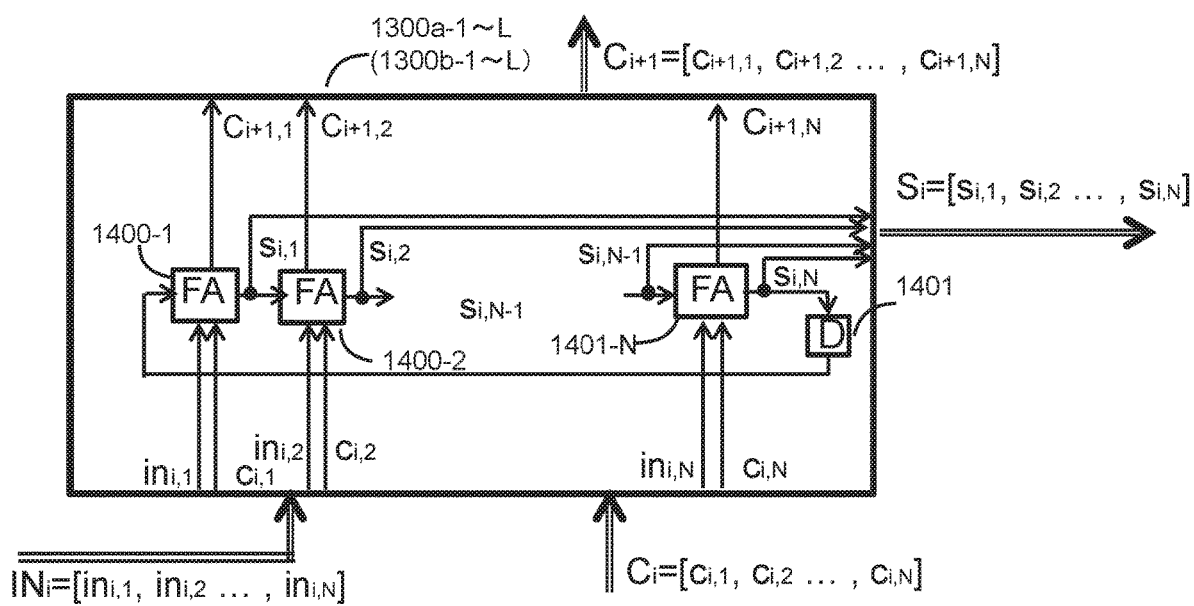 1300a-1～L
(1300b-1～L)
Ci+1=[ci+1,1, ci+1,2 ... , ci+1,N]
Ci+1,1
Ci+1,2
Ci+1,N
Si=[si,1, si,2 ... , si,N]
1400-1
si,1
si,2
si,N-1
si,N
FA
FA
FA
si,N-1
1401
D
1400-2
1401-N
ini,1
ci,1
ini,2
ci,2
ini,N
ci,N
INi=[ini,1, ini,2 ... , ini,N]
Ci=[ci,1, ci,2 ... , ci,N]